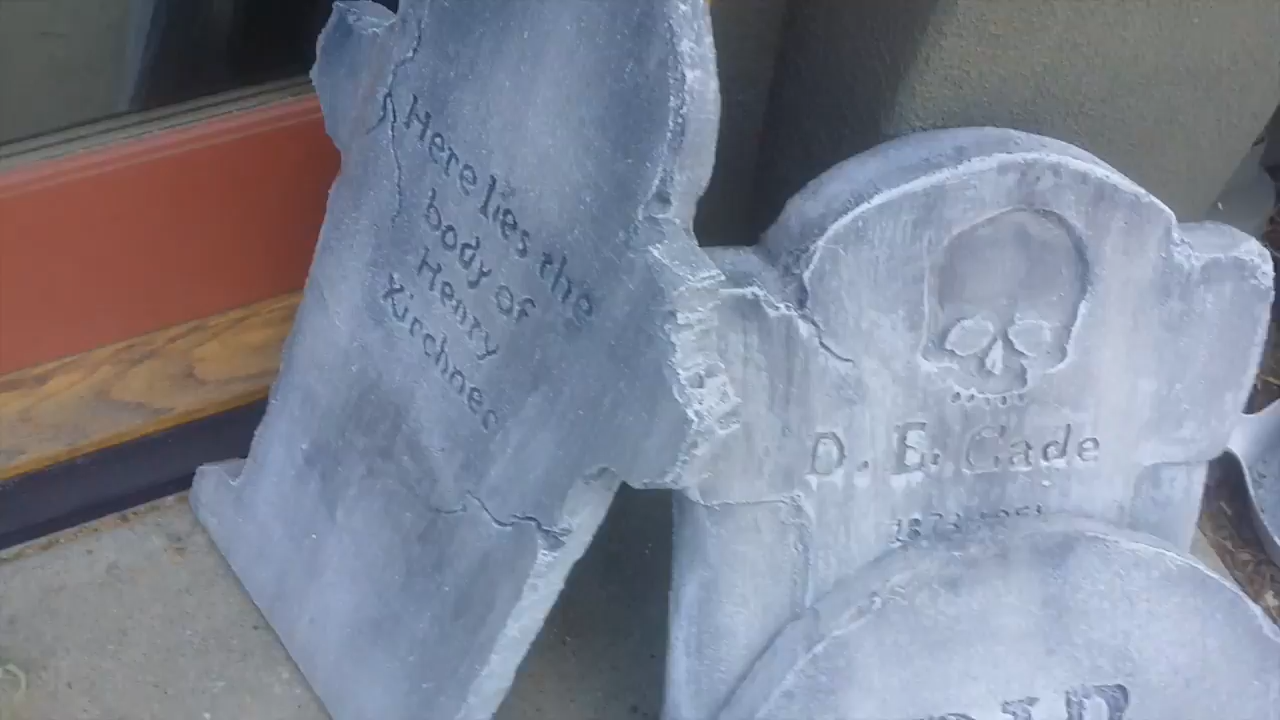 Here lies the
body of
Henry
Kirchner
D. E. Cade